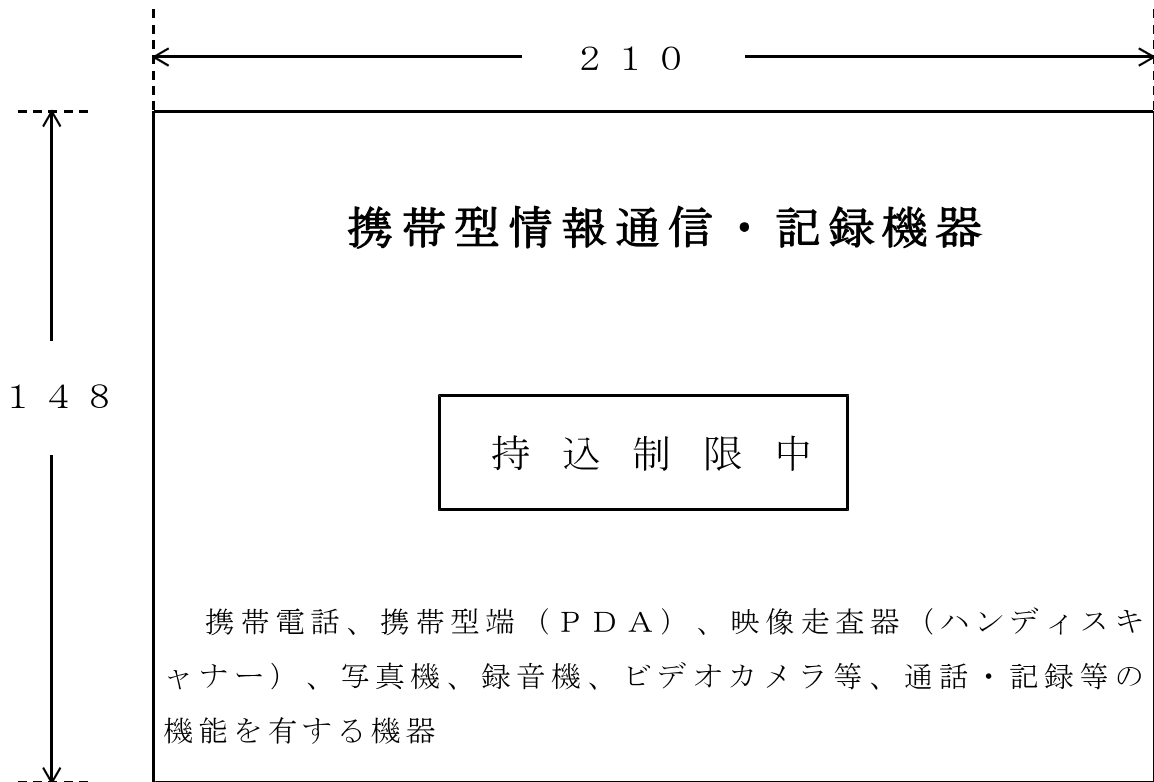 ２１０
携帯型情報通信・記録機器
１４８
持込制限中
携帯電話、携帯型端（ＰＤＡ）、映像走査器（ハンディスキ
ャナー）、写真機、録音機、ビデオカメラ等、通話・記録等の
機能を有する機器